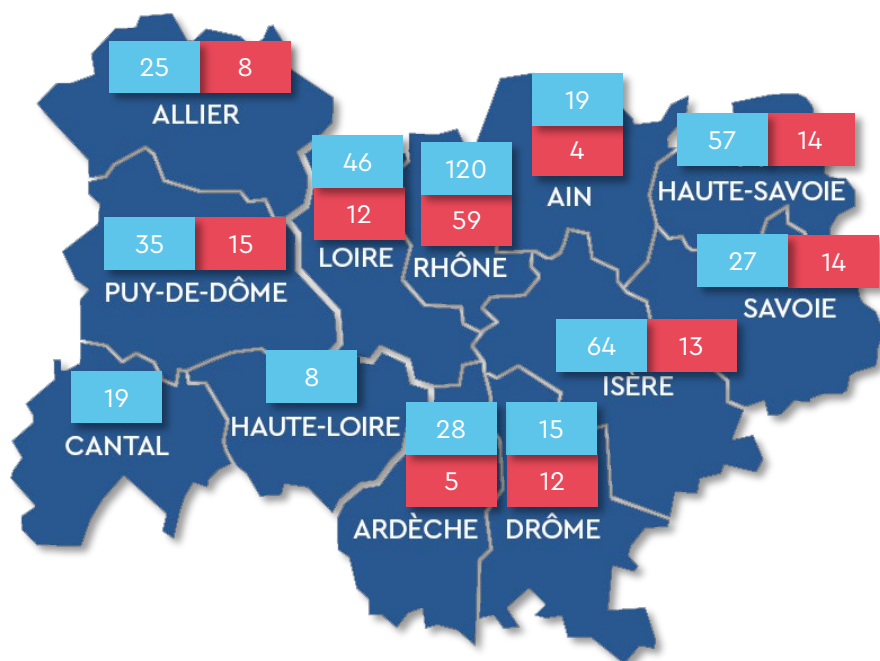 25 8
ALLIER
19
4
AIN
57 14
HAUTE-SAVOIE
46
12
LOIRE
120
59
RHÔNE
35 15
PUY-DE-DÔME
27 14
SAVOIE
64 13
ISÈRE
19
CANTAL
8
HAUTE-LOIRE
28
5
ARDÈCHE
15
12
DRÔME